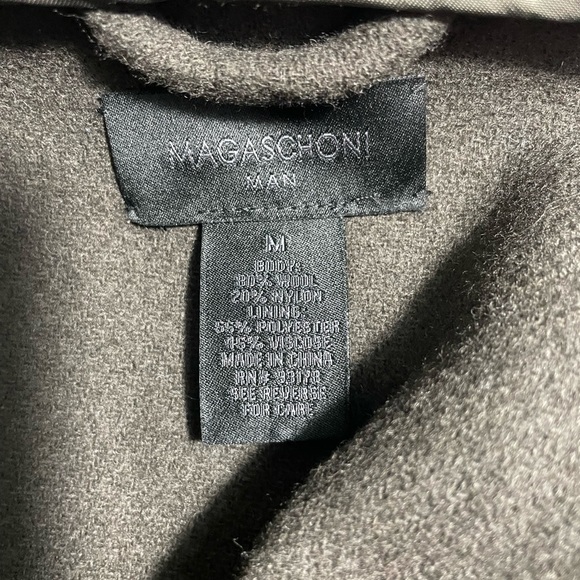 MAGASCHONI
MAN
M
BODY:
80% WOOL
20% NYLON
LINING:
55% POLYESTER
45% VISCOSE
MADE IN CHINA
RN# 93178
SEE REVERSE
FOR CARE